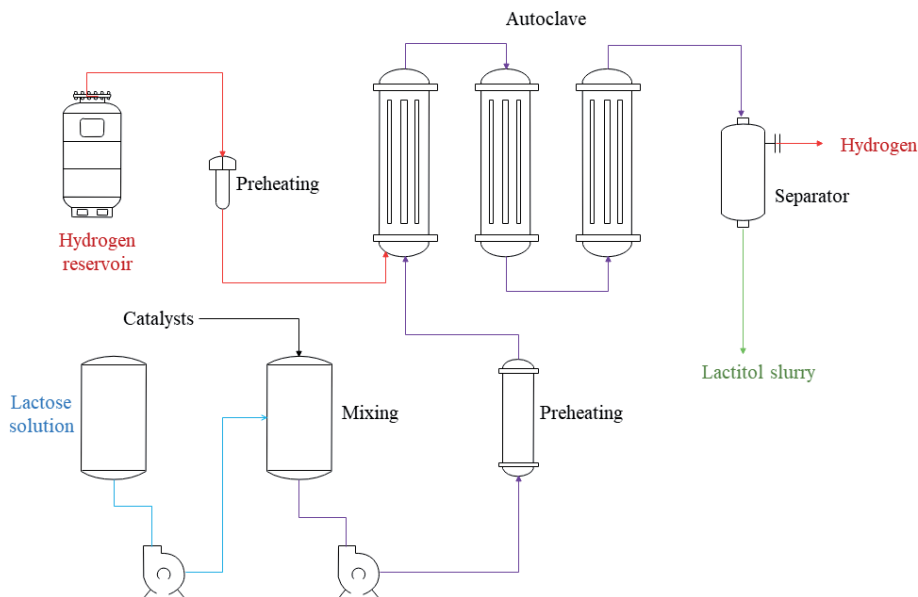 Autoclave
Hydrogen
Preheating
Separator
Hydrogen
reservoir
Catalysts
Lactitol slurry
Lactose
solution
Mixing
Preheating